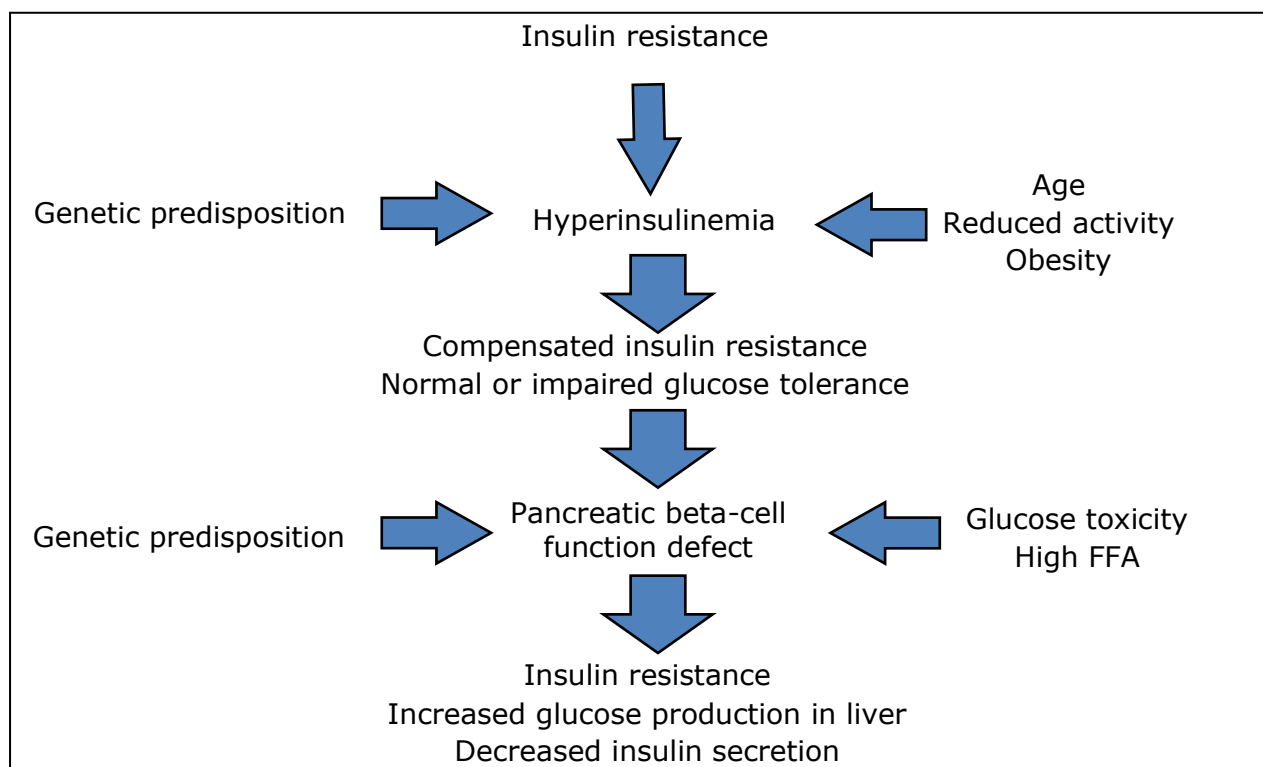 Insulin resistance
Genetic predisposition
Hyperinsulinemia
Age
Reduced activity
Obesity
Compensated insulin resistance
Normal or impaired glucose tolerance
Genetic predisposition
Pancreatic beta-cell
function defect
Glucose toxicity
High FFA
Insulin resistance
Increased glucose production in liver
Decreased insulin secretion